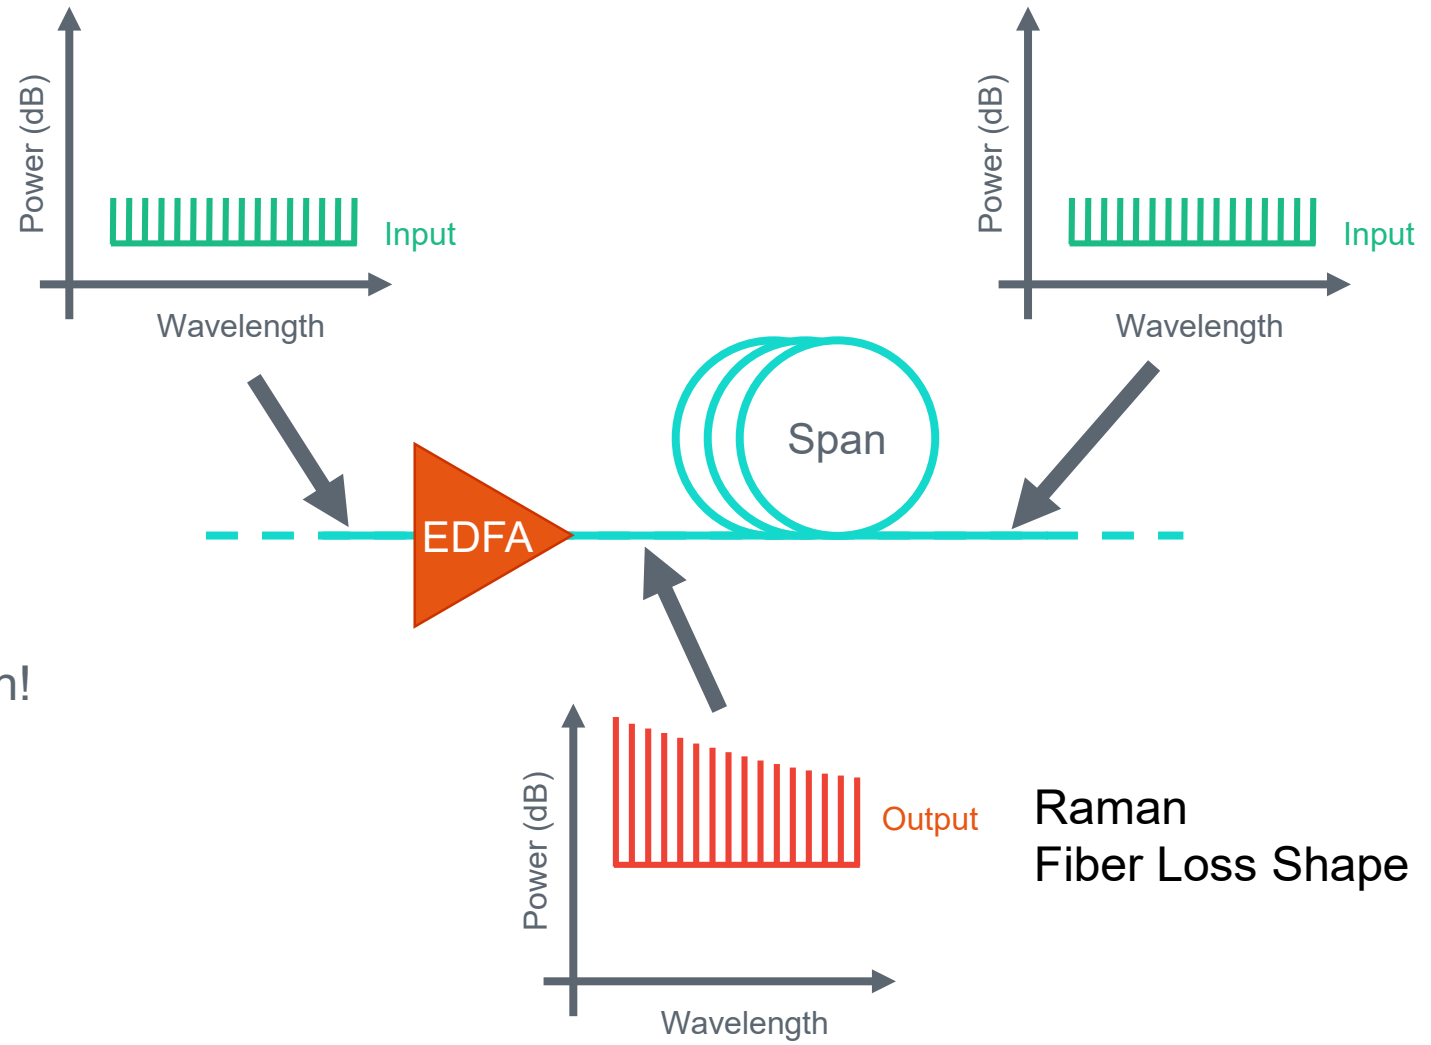 Power (dB)
Input
Wavelength
Power (dB)
Input
Wavelength
Span
EDFA
n!
Power (dB)
Output
Wavelength
Raman
Fiber Loss Shape